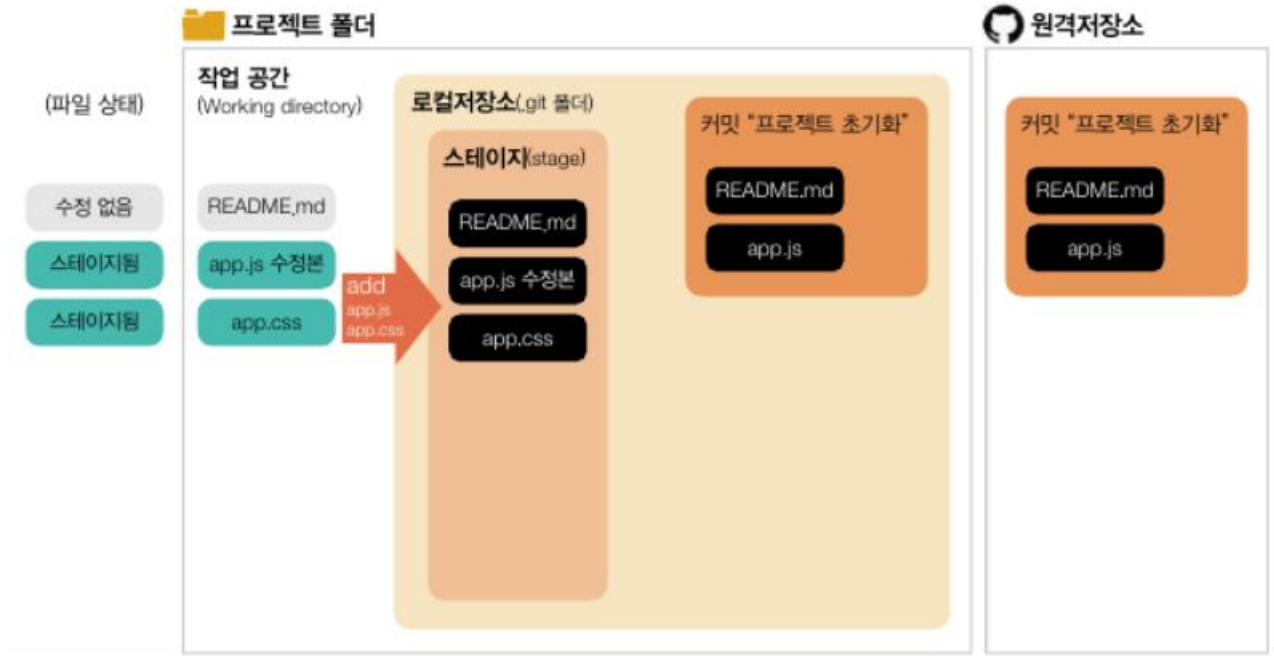 프로젝트 폴더
원격저장소
(파일 상태)
수정 없음
스테이지됨
스테이지됨
작업 공간
(Working directory)
README.md
app.js 수정본
app.css
add
app.js
app.css
로컬저장소(.git 폴더)
스테이지(stage)
README.md
app.js 수정본
app.css
커밋 “프로젝트 초기화”
README.md
app.js
커밋 “프로젝트 초기화”
README.md
app.js